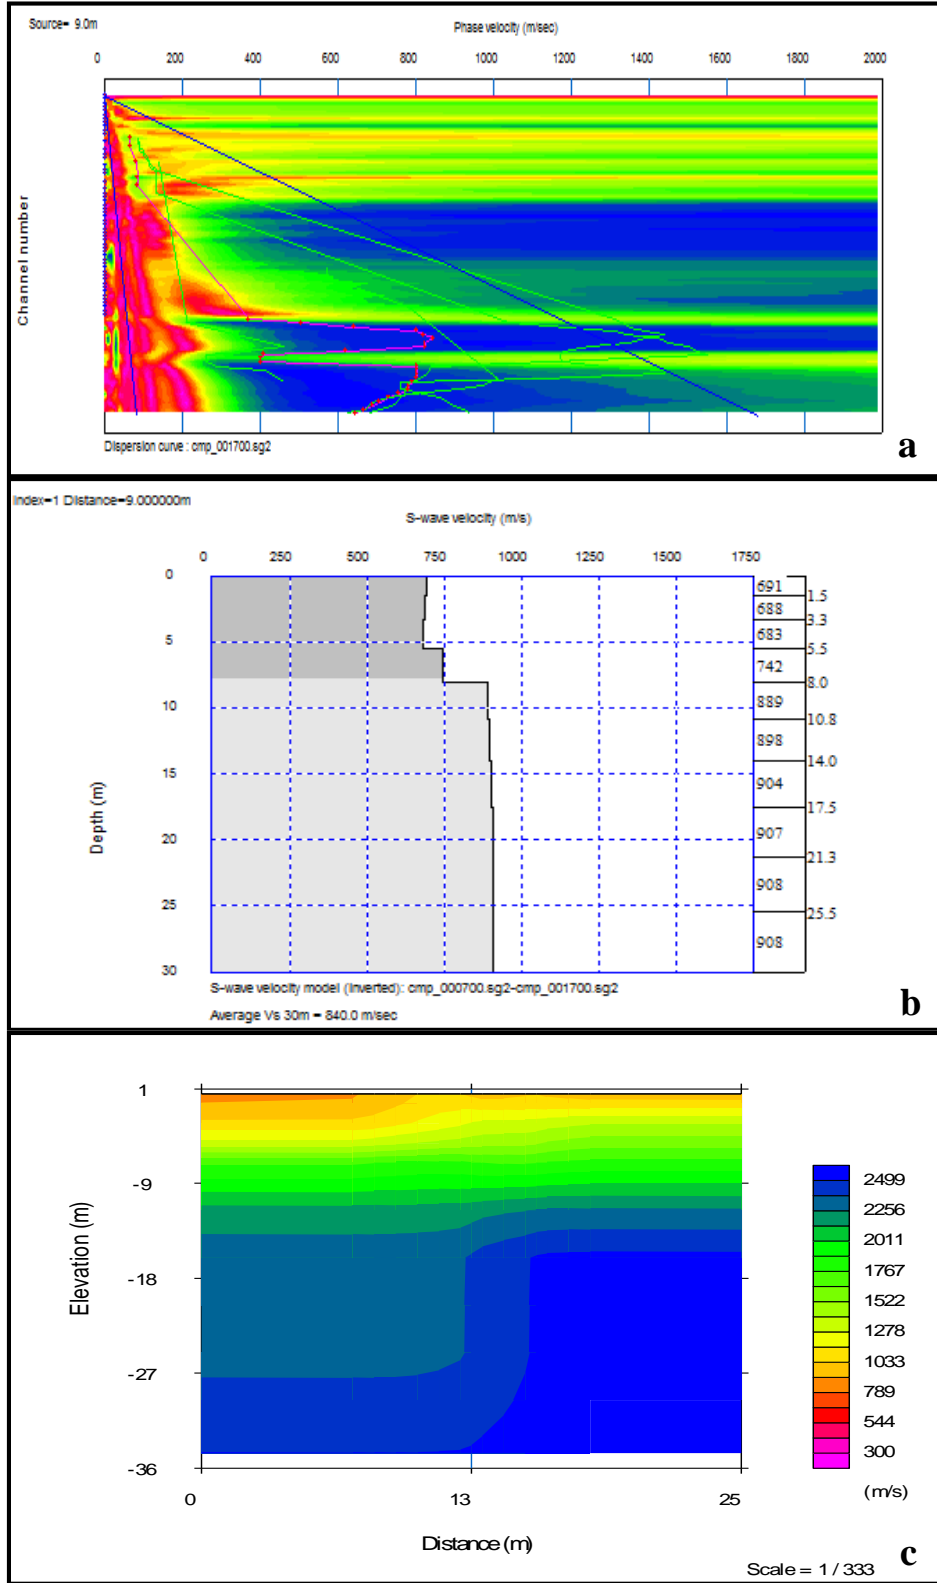 Source= 9.0m
Phase velocity (m/sec)
0 200 400 600 800 1000 1200 1400 1600 1800 2000
Channel number
Dispersion curve : cmp_001700.sg2
a
Index=1 Distance=9.000000m
S-wave velocity (m/s)
0 250 500 750 1000 1250 1500 1750
0
5
10
15
20
25
30
Depth (m)
691
1.5
688
3.3
683
5.5
742
8.0
889
10.8
898
14.0
904
17.5
907
21.3
908
25.5
908
S-wave velocity model (inverted): cmp_000700.sg2-cmp_001700.sg2
Average Vs 30m = 840.0 m/sec
b
1
-9
-18
-27
-36
Elevation (m)
0 13 25
Distance (m)
2499
2256
2011
1767
1522
1278
1033
789
544
300
(m/s)
c
Scale = 1 / 333